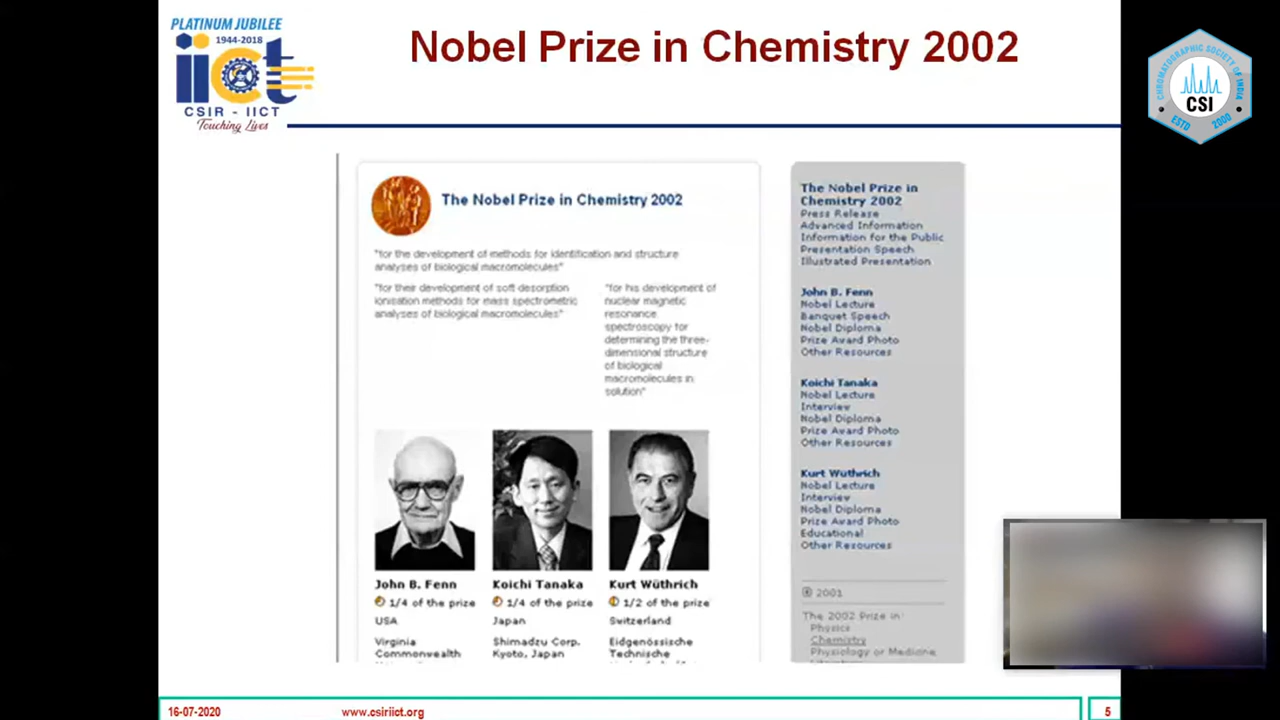 PLATINUM JUBILEE
1944-2018
iict
CSIR - IICT
Touching Lives
Nobel Prize in Chemistry 2002
CHROMATOGRAPHIC SOCIETY OF INDIA
CSI
ESTD 2000
The Nobel Prize in Chemistry 2002
"for the development of methods for identification and structure
analyses of biological macromolecules"
"for their development of soft desorption
ionisation methods for mass spectrometric
analyses of biological macromolecules"
"for his development of
nuclear magnetic
resonance
spectroscopy for
determining the three-
dimensional structure
of biological
macromolecules in
solution"
John B. Fenn
1/4 of the prize
USA
Virginia
Commonwealth
Koichi Tanaka
1/4 of the prize
Japan
Shimadzu Corp.
Kyoto, Japan
Kurt Wüthrich
1/2 of the prize
Switzerland
Eidgenössische
Technische
The Nobel Prize in
Chemistry 2002
Press Release
Advanced Information
Information for the Public
Presentation Speech
Illustrated Presentation
John B. Fenn
Nobel Lecture
Banquet Speech
Nobel Diploma
Prize Award Photo
Other Resources
Koichi Tanaka
Nobel Lecture
Interview
Nobel Diploma
Prize Award Photo
Other Resources
Kurt Wüthrich
Nobel Lecture
Interview
Nobel Diploma
Prize Award Photo
Educational
Other Resources
2001
The 2002 Prize in:
Physics
Chemistry
Physiology or Medicine
16-07-2020
www.csiriict.org
5